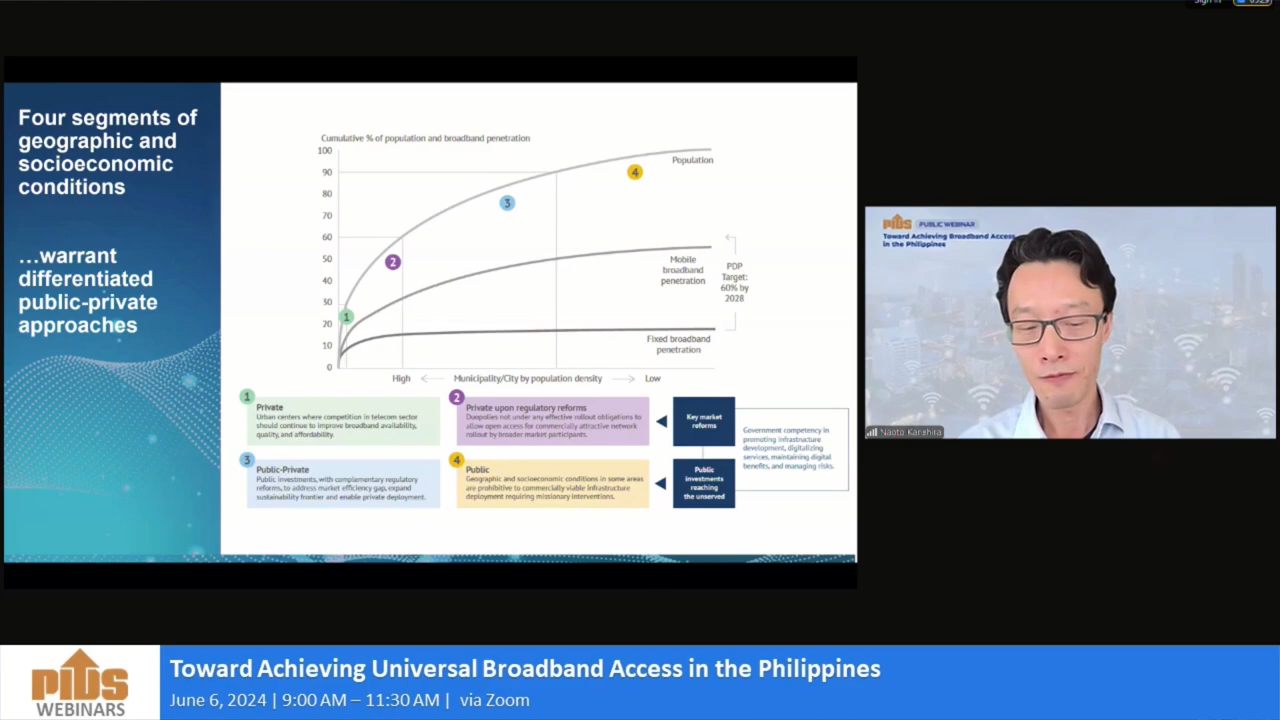 Sign in
Four segments of
geographic and
socioeconomic
conditions
…warrant
differentiated
public-private
approaches
Cumulative % of population and broadband penetration
100
90
80
70
60
50
40
30
20
10
0
Population
Mobile
broadband
penetration
Fixed broadband
penetration
PDP
Target:
60% by
2028
1
2
3
4
High
Municipality/City by population density
Low
1
Private
Urban centers where competition in telecom sector
should continue to improve broadband availability,
quality, and affordability.
2
Private upon regulatory reforms
Duopolies not under any effective rollout obligations to
allow open access for commercially attractive network
rollout by broader market participants.
3
Public-Private
Public investments, with complementary regulatory
reforms, to address market efficiency gap, expand
sustainability frontier and enable private deployment.
4
Public
Geographic and socioeconomic conditions in some areas
are prohibitive to commercially viable infrastructure
deployment requiring missionary interventions.
Key market
reforms
Public
investments
reaching
the unserved
Government competency in
promoting infrastructure
development, digitalizing
services, maintaining digital
benefits, and managing risks.
PIDS PUBLIC WEBINAR
Toward Achieving Broadband Access
in the Philippines
Naoto Kanehira
PIDS
WEBINARS
Toward Achieving Universal Broadband Access in the Philippines
June 6, 2024 | 9:00 AM – 11:30 AM | via Zoom